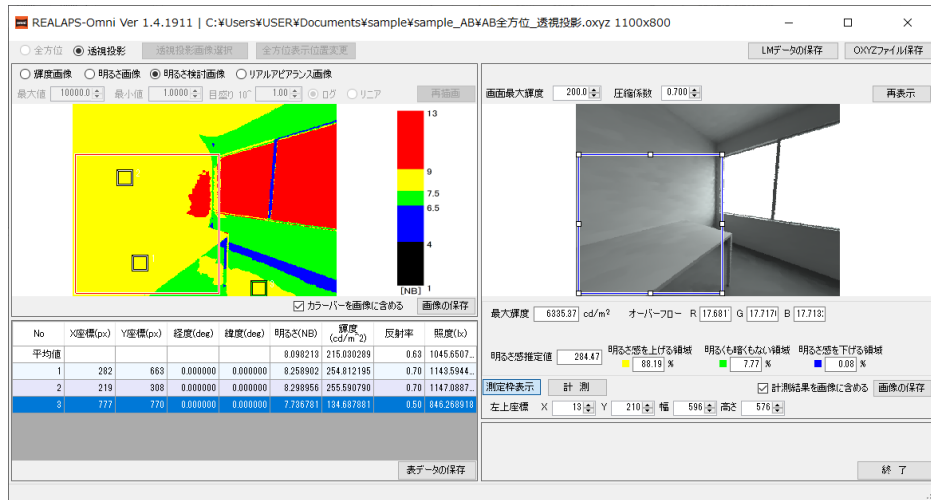 REALAPS-Omni Ver 1.4.1911 | C:¥Users¥USER¥Documents¥sample¥sample_AB¥AB全方位_透視投影.oxyz 1100x800
全方位 透視投影 透視投影画像選択 全方位表示位置変更 LMデータの保存 OXYZファイル保存
輝度画像 明るさ画像 明るさ検討画像 リアルアピアランス画像
最大値 10000.0 最小値 1.0000 目盛り 10^ 1.00 ログ リニア 再描画
画面最大輝度 200.0 圧縮係数 0.700 再表示
13
9
7.5
6.5
4
[NB] 1
カラーバーを画像に含める 画像の保存
No X座標(px) Y座標(px) 経度(deg) 緯度(deg) 明るさ(NB) 輝度(cd/m^2) 反射率 照度(lx)
平均値 8.098213 215.030289 0.63 1045.6507...
1 282 663 0.000000 0.000000 8.258902 254.812195 0.70 1143.5944...
2 219 308 0.000000 0.000000 8.298956 255.590790 0.70 1147.0887...
3 777 770 0.000000 0.000000 7.736781 134.687881 0.50 846.268918
表データの保存
最大輝度 6335.37 cd/m² オーバーフロー R 17.681 G 17.717 B 17.713
明るさ感推定値 284.47
明るさ感を上げる領域 明るくも暗くもない領域 明るさ感を下げる領域
88.19 % 7.77 % 0.08 %
測定枠表示 計 測 計測結果を画像に含める 画像の保存
左上座標 X 13 Y 210 幅 596 高さ 576
終 了